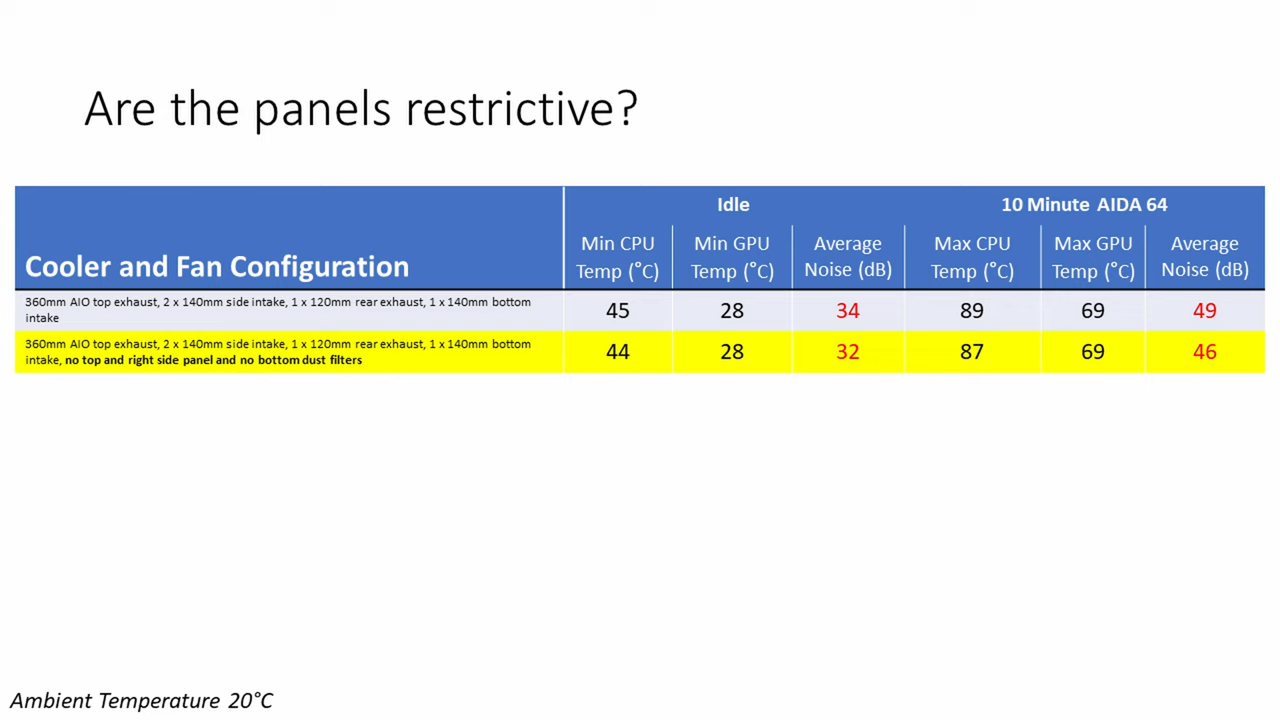 Are the panels restrictive?
Idle
10 Minute AIDA 64
Cooler and Fan Configuration
Min CPU
Temp (°C)
Min GPU
Temp (°C)
Average
Noise (dB)
Max CPU
Temp (°C)
Max GPU
Temp (°C)
Average
Noise (dB)
360mm AIO top exhaust, 2 x 140mm side intake, 1 x 120mm rear exhaust, 1 x 140mm bottom
intake
45
28
34
89
69
49
360mm AIO top exhaust, 2 x 140mm side intake, 1 x 120mm rear exhaust, 1 x 140mm bottom
intake, no top and right side panel and no bottom dust filters
44
28
32
87
69
46
Ambient Temperature 20°C